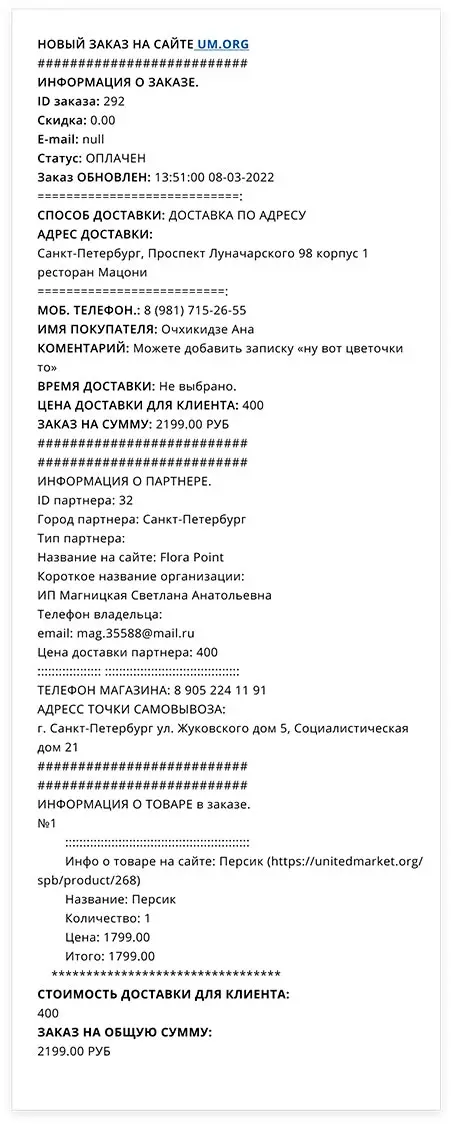 НОВЫЙ ЗАКАЗ НА САЙТЕ UM.ORG
##########################
ИНФОРМАЦИЯ О ЗАКАЗЕ.
ID заказа: 292
Скидка: 0.00
E-mail: null
Статус: ОПЛАЧЕН
Заказ ОБНОВЛЕН: 13:51:00 08-03-2022
============================:
СПОСОБ ДОСТАВКИ: ДОСТАВКА ПО АДРЕСУ
АДРЕС ДОСТАВКИ:
Санкт-Петербург, Проспект Луначарского 98 корпус 1
ресторан Мацони
==========================:
МОБ. ТЕЛЕФОН.: 8 (981) 715-26-55
ИМЯ ПОКУПАТЕЛЯ: Очхикидзе Ана
КОМЕНТАРИЙ: Можете добавить записку «ну вот цветочки
то»
ВРЕМЯ ДОСТАВКИ: Не выбрано.
ЦЕНА ДОСТАВКИ ДЛЯ КЛИЕНТА: 400
ЗАКАЗ НА СУММУ: 2199.00 РУБ
##########################
##########################
ИНФОРМАЦИЯ О ПАРТНЕРЕ.
ID партнера: 32
Город партнера: Санкт-Петербург
Тип партнера:
Название на сайте: Flora Point
Короткое название организации:
ИП Магницкая Светлана Анатольевна
Телефон владельца:
email: mag.35588@mail.ru
Цена доставки партнера: 400
:::::::::::::::::: ::::::::::::::::::::::::::::::::::::::
ТЕЛЕФОН МАГАЗИНА: 8 905 224 11 91
АДРЕСС ТОЧКИ САМОВЫВОЗА:
г. Санкт-Петербург ул. Жуковского дом 5, Социалистическая
дом 21
##########################
##########################
ИНФОРМАЦИЯ О ТОВАРЕ в заказе.
№1
::::::::::::::::::::::::::::::::::::::::::::::::::::
Инфо о товаре на сайте: Персик (https://unitedmarket.org/
spb/product/268)
Название: Персик
Количество: 1
Цена: 1799.00
Итого: 1799.00
*********************************
СТОИМОСТЬ ДОСТАВКИ ДЛЯ КЛИЕНТА:
400
ЗАКАЗ НА ОБЩУЮ СУММУ:
2199.00 РУБ